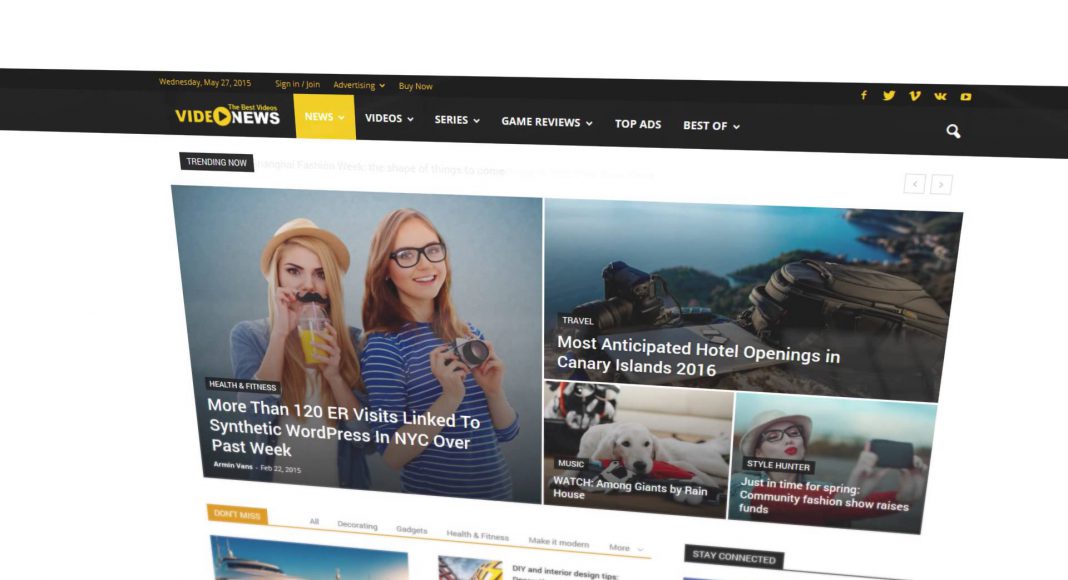 Wednesday, May 27, 2015 Sign in / Join Advertising Buy Now
The Best Videos
VIDEONEWS
NEWS VIDEOS SERIES GAME REVIEWS TOP ADS BEST OF
TRENDING NOW Shanghai Fashion Week: the shape of things to come
HEALTH & FITNESS
More Than 120 ER Visits Linked To
Synthetic WordPress In NYC Over
Past Week
Armin Vans - Feb 22, 2015
TRAVEL
Most Anticipated Hotel Openings in
Canary Islands 2016
MUSIC
WATCH: Among Giants by Rain
House
STYLE HUNTER
Just in time for spring:
Community fashion show raises
funds
DON'T MISS All Decorating Gadgets Health & Fitness Make it modern More
DIY and interior design tips:
STAY CONNECTED